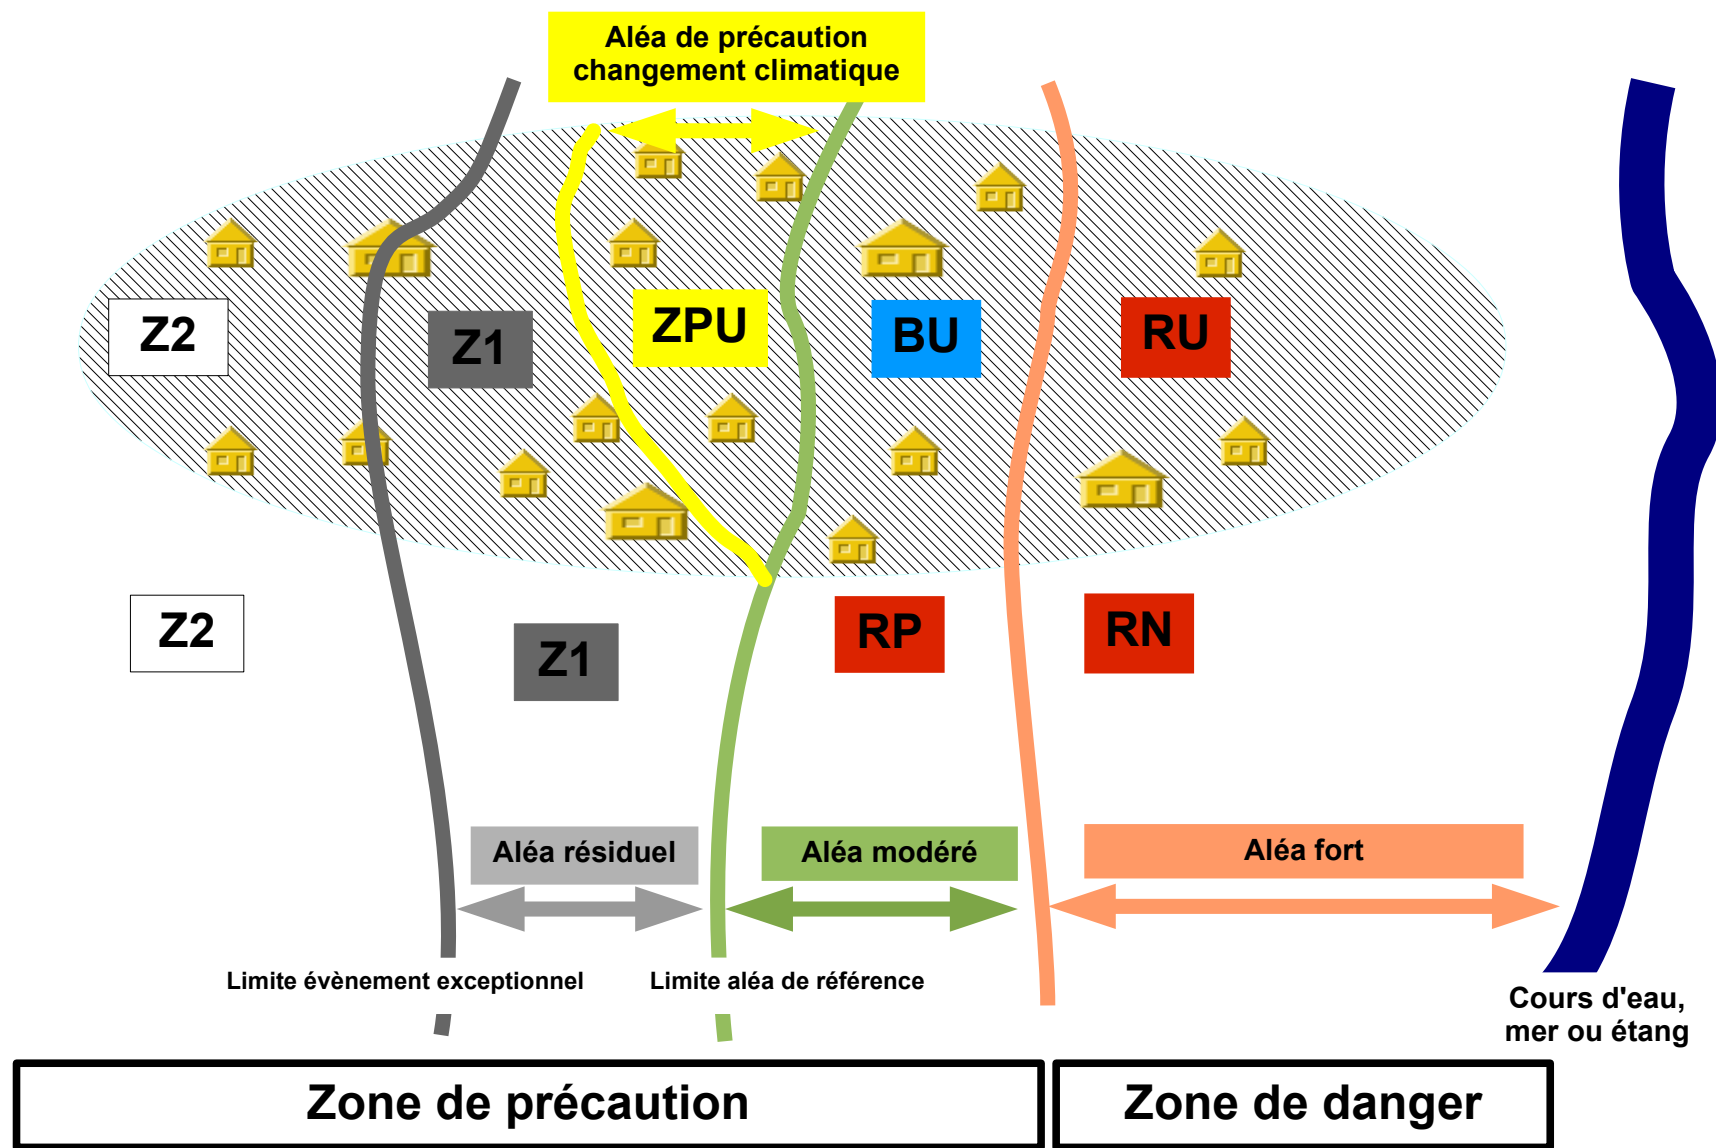 Aléa de précaution
changement climatique
Z2
Z1
ZPU
BU
RU
Z2
Z1
RP
RN
Aléa résiduel
Aléa modéré
Aléa fort
Limite évènement exceptionnel
Limite aléa de référence
Cours d'eau,
mer ou étang
Zone de précaution
Zone de danger